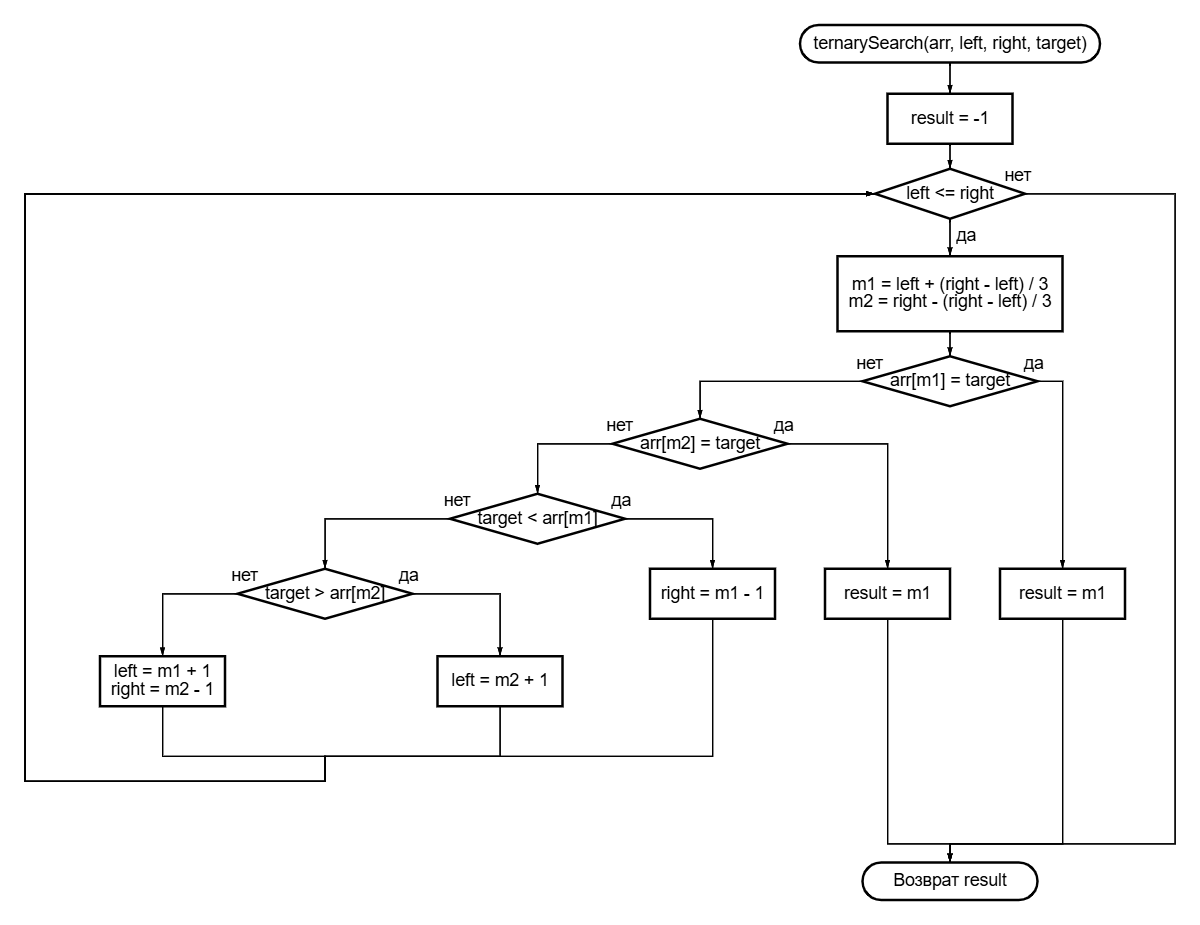 ternarySearch(arr, left, right, target)
result = -1
left <= right
нет
да
m1 = left + (right - left) / 3
m2 = right - (right - left) / 3
нет
arr[m1] = target
да
нет
arr[m2] = target
да
нет
target < arr[m1]
да
нет
target > arr[m2]
да
right = m1 - 1
result = m1
result = m1
left = m1 + 1
right = m2 - 1
left = m2 + 1
Возврат result